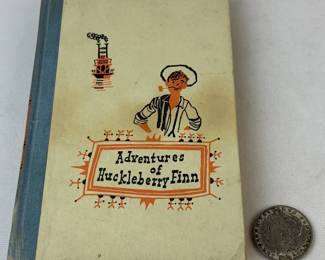 Adventures
of
Huckleberry Finn